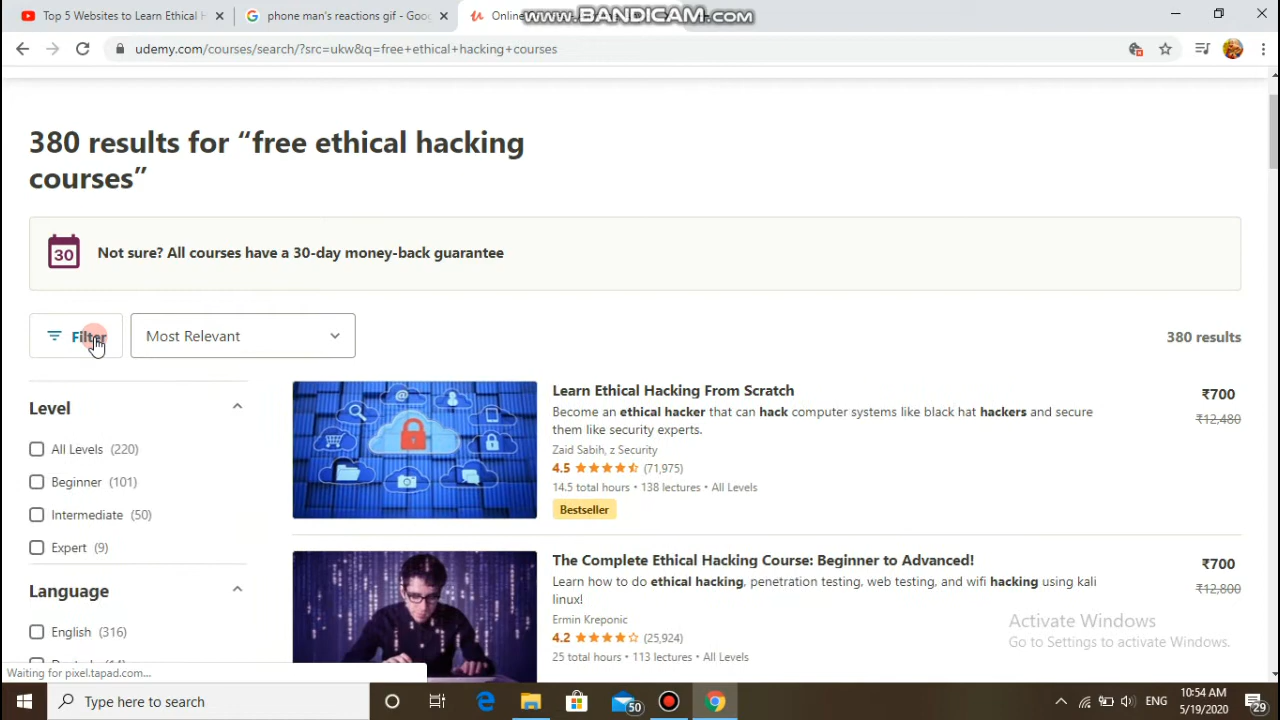 Top 5 Websites to Learn Ethical H
phone man's reactions gif - Goog
Onlin
www.BANDICAM.COM
udemy.com/courses/search/?src=ukw&q=free+ethical+hacking+courses
380 results for “free ethical hacking
courses”
30
Not sure? All courses have a 30-day money-back guarantee
Filter
Most Relevant
380 results
Level
All Levels (220)
Beginner (101)
Intermediate (50)
Expert (9)
Language
English (316)
Learn Ethical Hacking From Scratch
₹700
Become an ethical hacker that can hack computer systems like black hat hackers and secure
₹12,480
them like security experts.
Zaid Sabih, z Security
4.5 (71,975)
14.5 total hours • 138 lectures • All Levels
Bestseller
The Complete Ethical Hacking Course: Beginner to Advanced!
₹700
Learn how to do ethical hacking, penetration testing, web testing, and wifi hacking using kali
₹12,800
linux!
Ermin Kreponic
4.2 (25,924)
25 total hours • 113 lectures • All Levels
Activate Windows
Go to Settings to activate Windows.
Waiting for pixel.tapad.com...
Type here to search
50
ENG
10:54 AM
5/19/2020
29